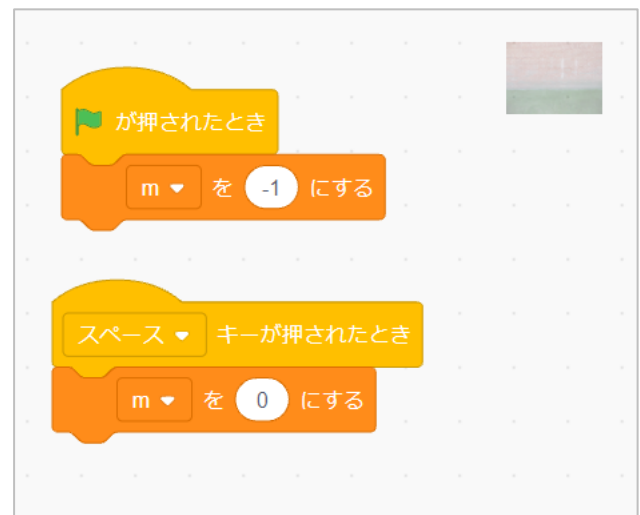 が押されたとき
m を -1 にする
スペース キーが押されたとき
m を 0 にする